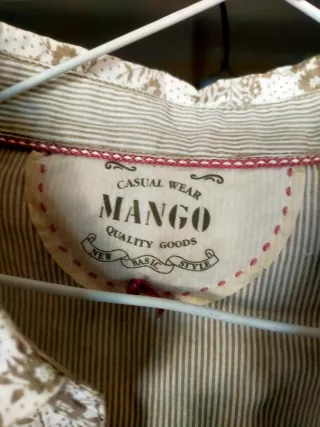 CASUAL WEAR
MANGO
QUALITY GOODS
NEW BASIC STYLE